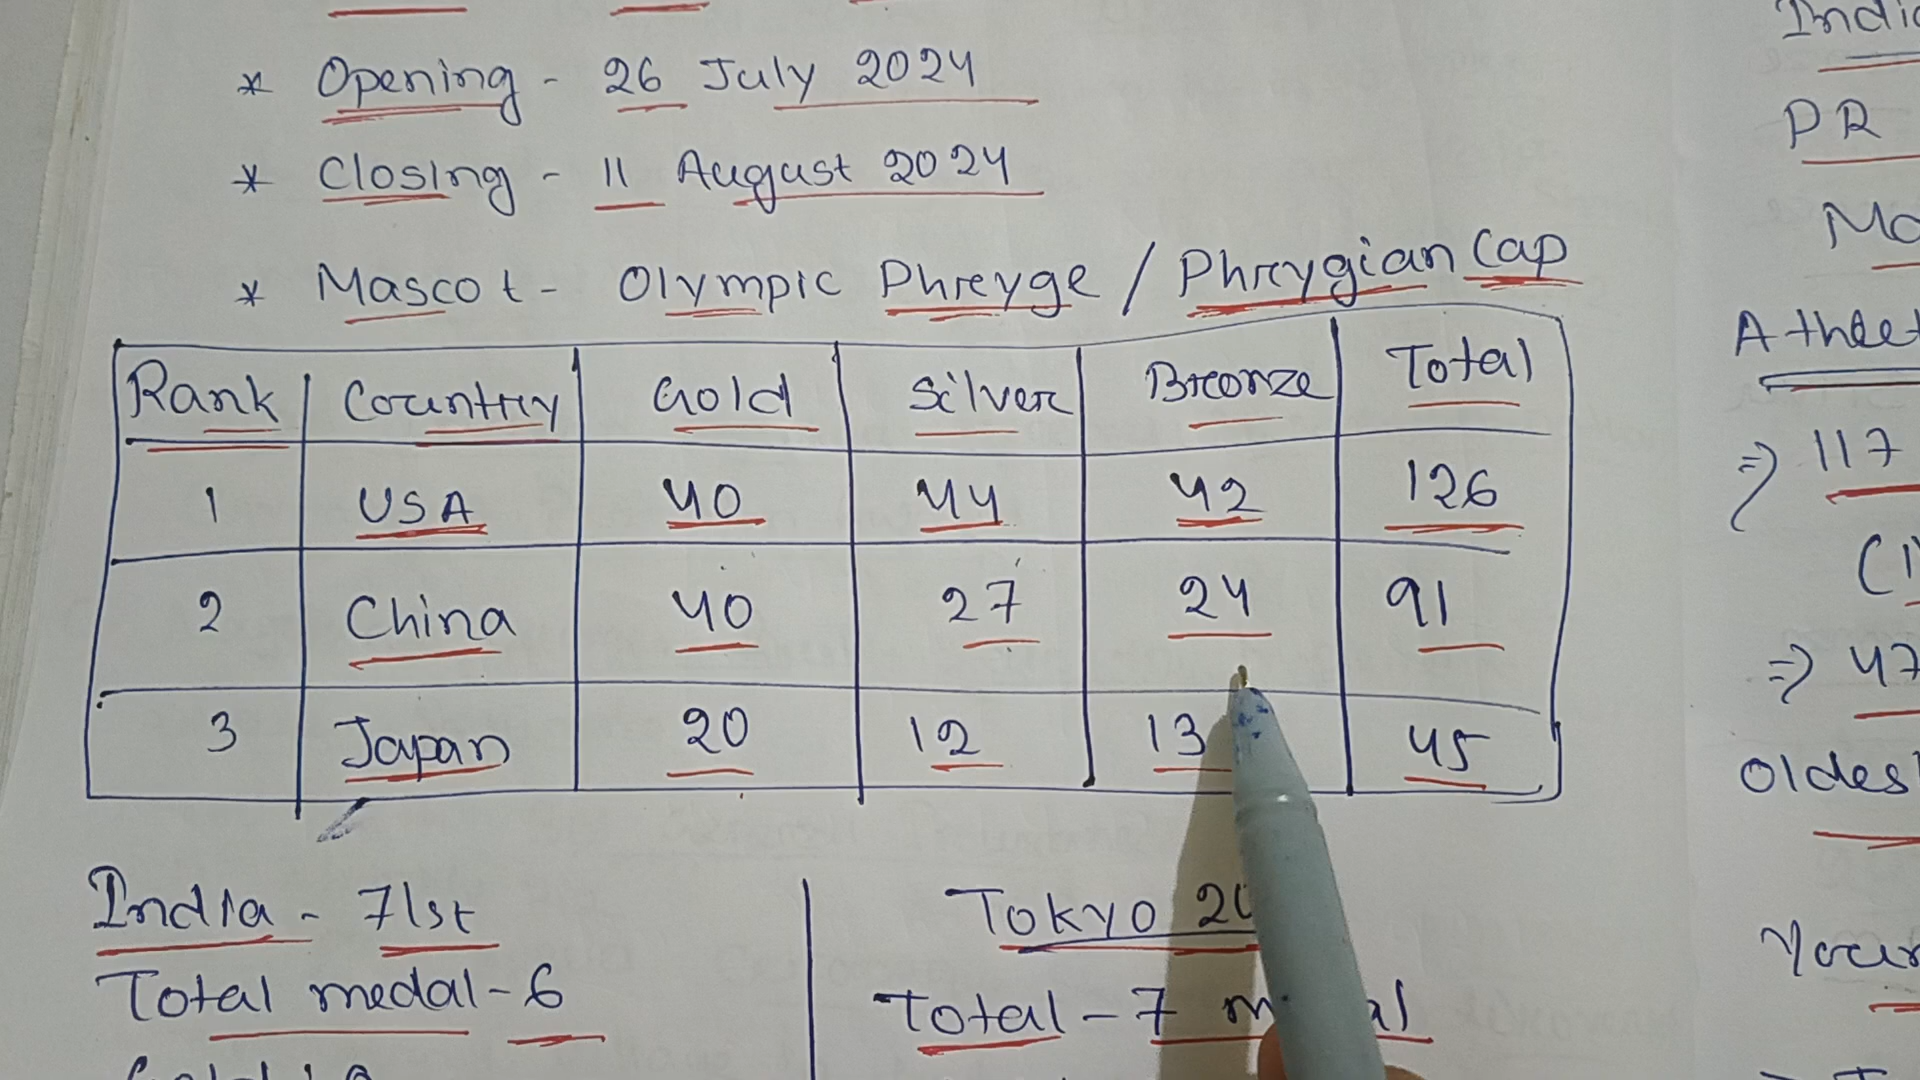 * Opening - 26 July 2024
* Closing - 11 August 2024
* Mascot - Olympic Phreyge / Phrygian Cap
Rank Country Gold Silver Bronze Total
1 USA 40 44 42 126
2 China 40 27 24 91
3 Japan 20 12 13 45
India - 71st
Total medal - 6
Tokyo
Total - 7
PR
=> 117
=> 47